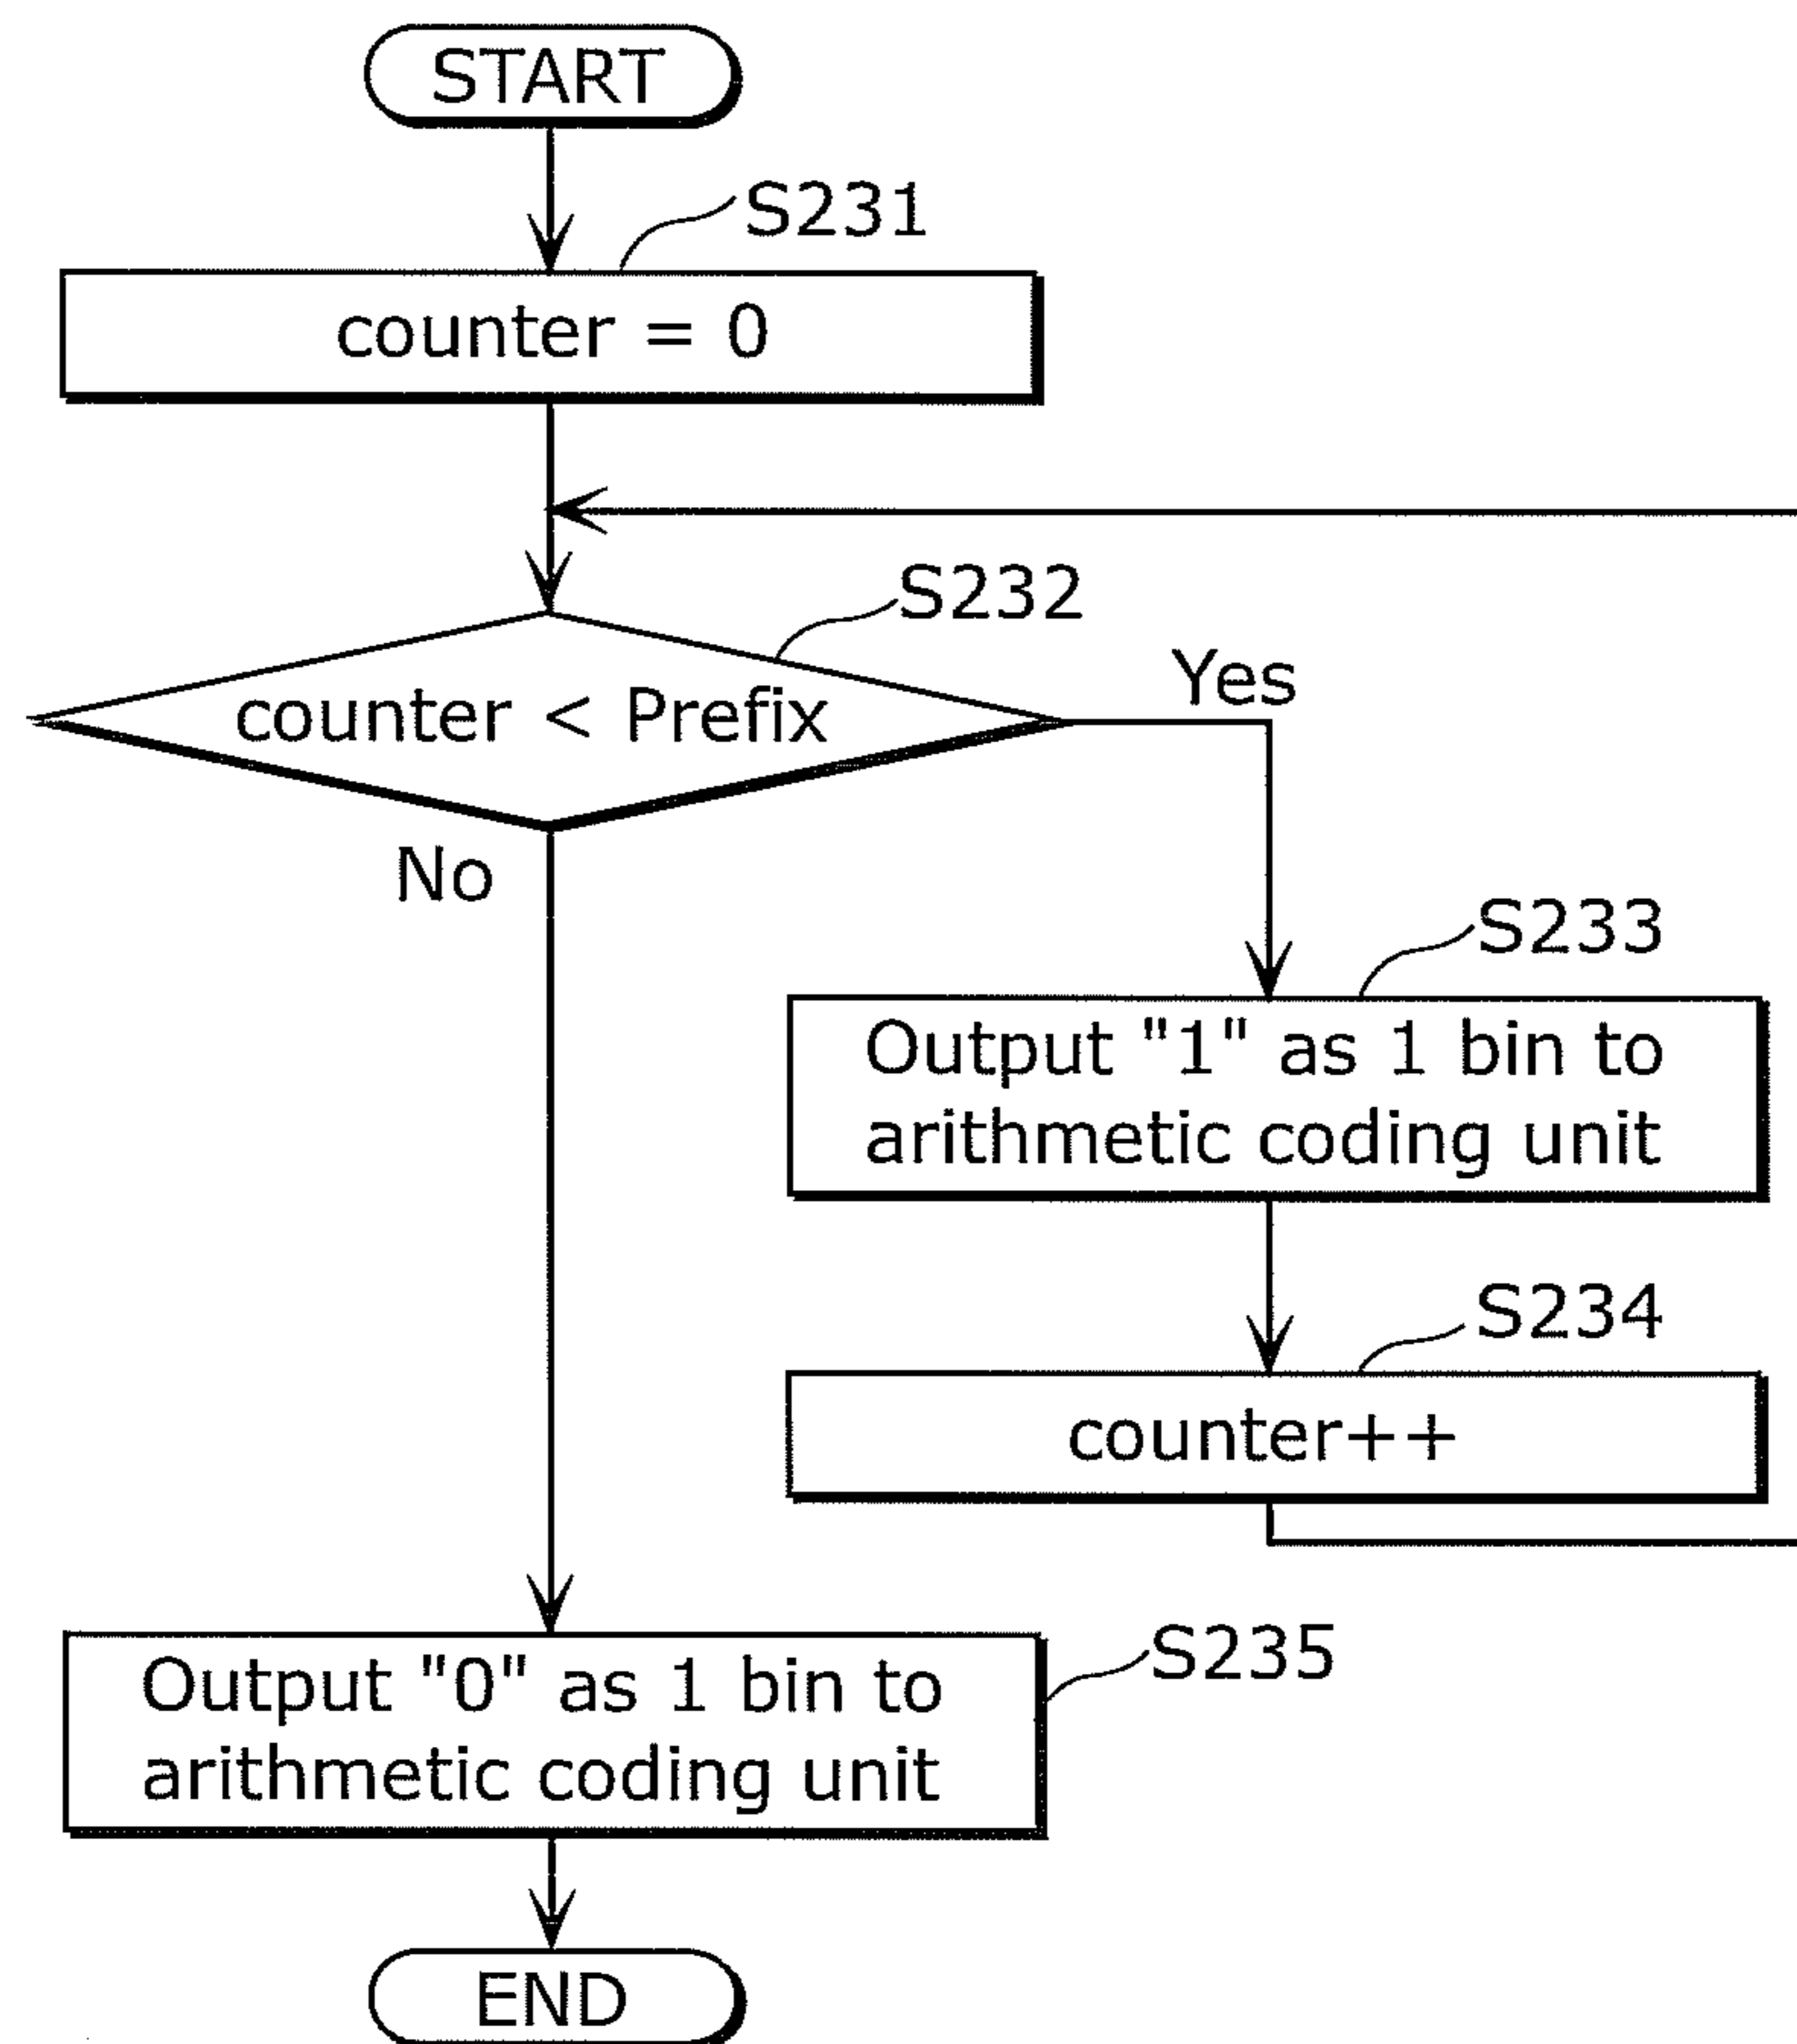 START
S231
counter = 0
S232
counter < Prefix
Yes
No
S233
Output "1" as 1 bin to
arithmetic coding unit
S234
counter++
S235
Output "0" as 1 bin to
arithmetic coding unit
END